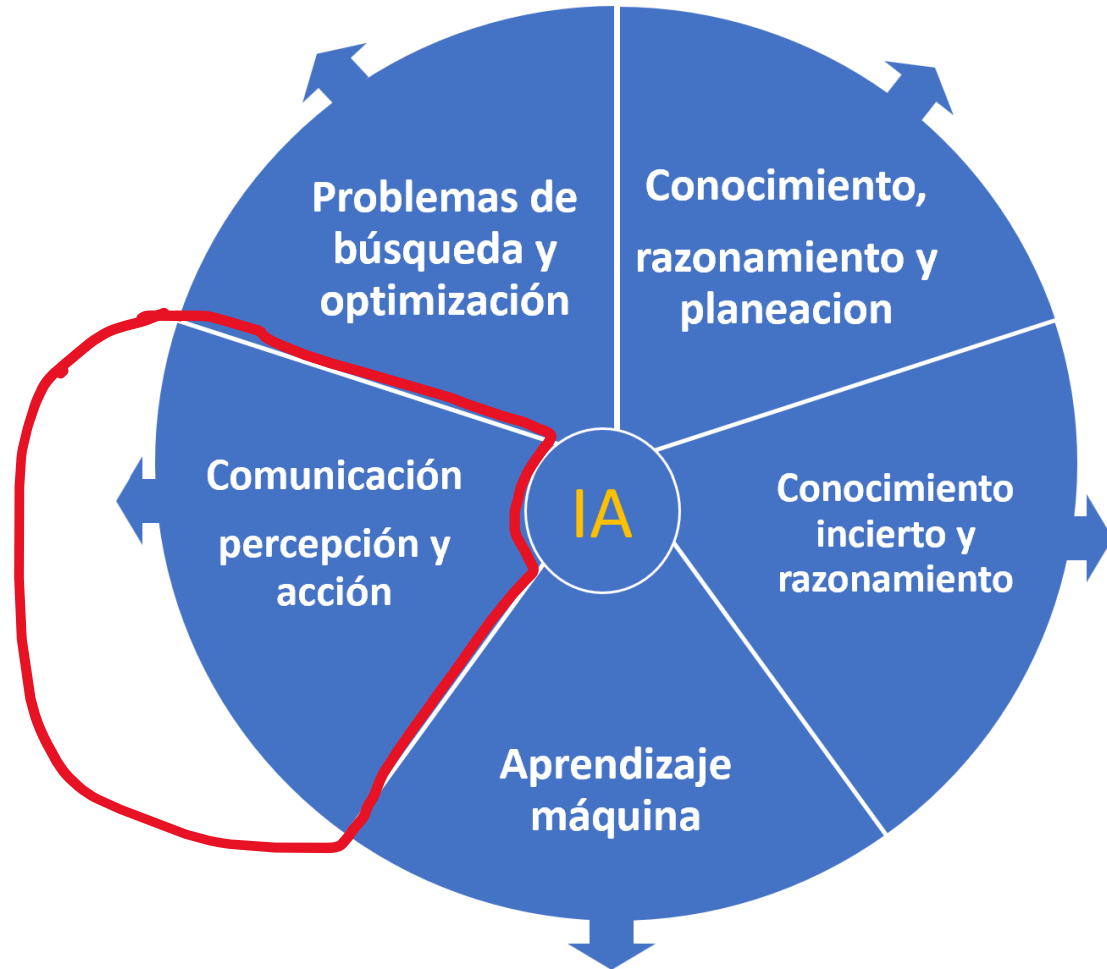 Problemas de
búsqueda y
optimización
Conocimiento,
razonamiento y
planeacion
Comunicación
percepción y
acción
IA
Conocimiento
incierto y
razonamiento
Aprendizaje
máquina